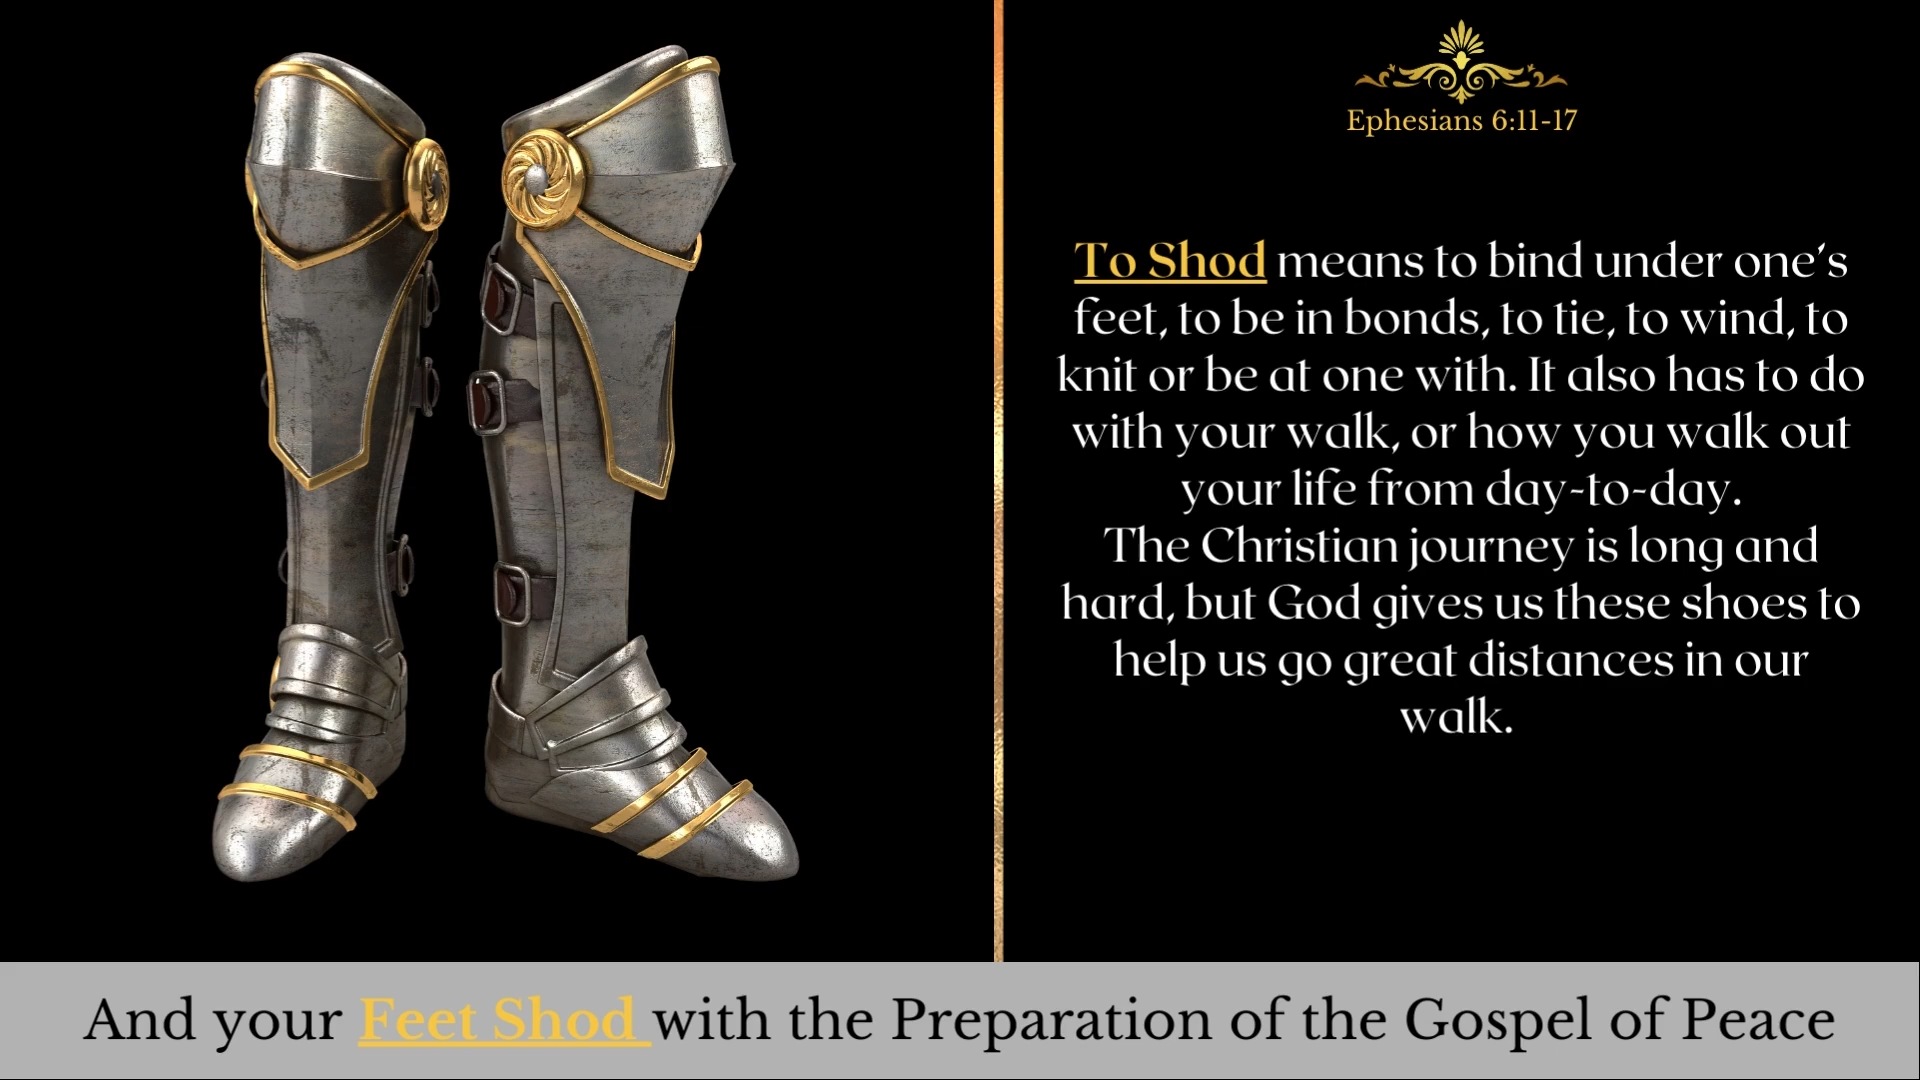 Ephesians 6:11-17
To Shod means to bind under one's
feet, to be in bonds, to tie, to wind, to
knit or be at one with. It also has to do
with your walk, or how you walk out
your life from day-to-day.
The Christian journey is long and
hard, but God gives us these shoes to
help us go great distances in our
walk.
And your Feet Shod with the Preparation of the Gospel of Peace